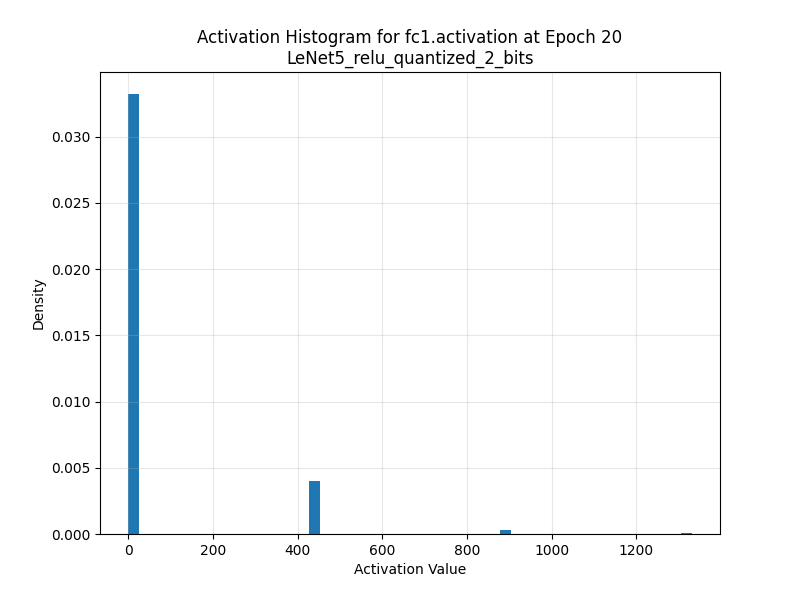 Activation Histogram for fc1.activation at Epoch 20
LeNet5_relu_quantized_2_bits
0.030
0.025
0.020
0.015
0.010
0.005
0.000
Density
0 200 400 600 800 1000 1200
Activation Value